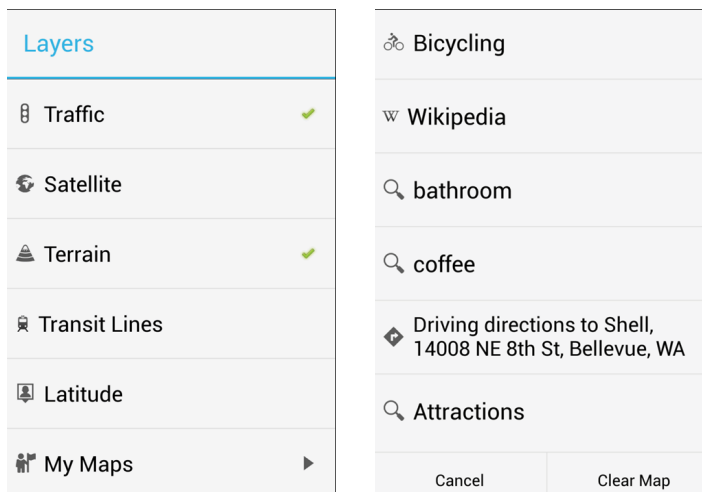 Layers
Traffic
Satellite
Terrain
Transit Lines
Latitude
My Maps
Bicycling
W Wikipedia
bathroom
coffee
Driving directions to Shell,
14008 NE 8th St, Bellevue, WA
Attractions
Cancel
Clear Map